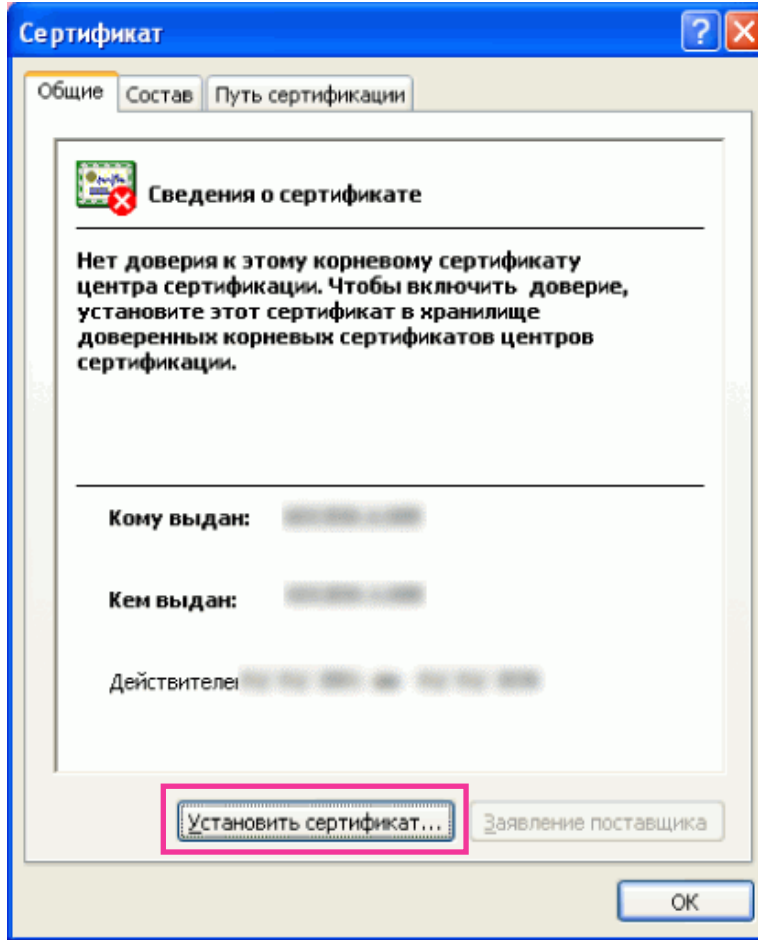 Сертификат
Общие Состав Путь сертификации
Сведения о сертификате
Нет доверия к этому корневому сертификату
центра сертификации. Чтобы включить доверие,
установите этот сертификат в хранилище
доверенных корневых сертификатов центров
сертификации.
Кому выдан:
Кем выдан:
Установить сертификат...
Заявление поставщика
ОК